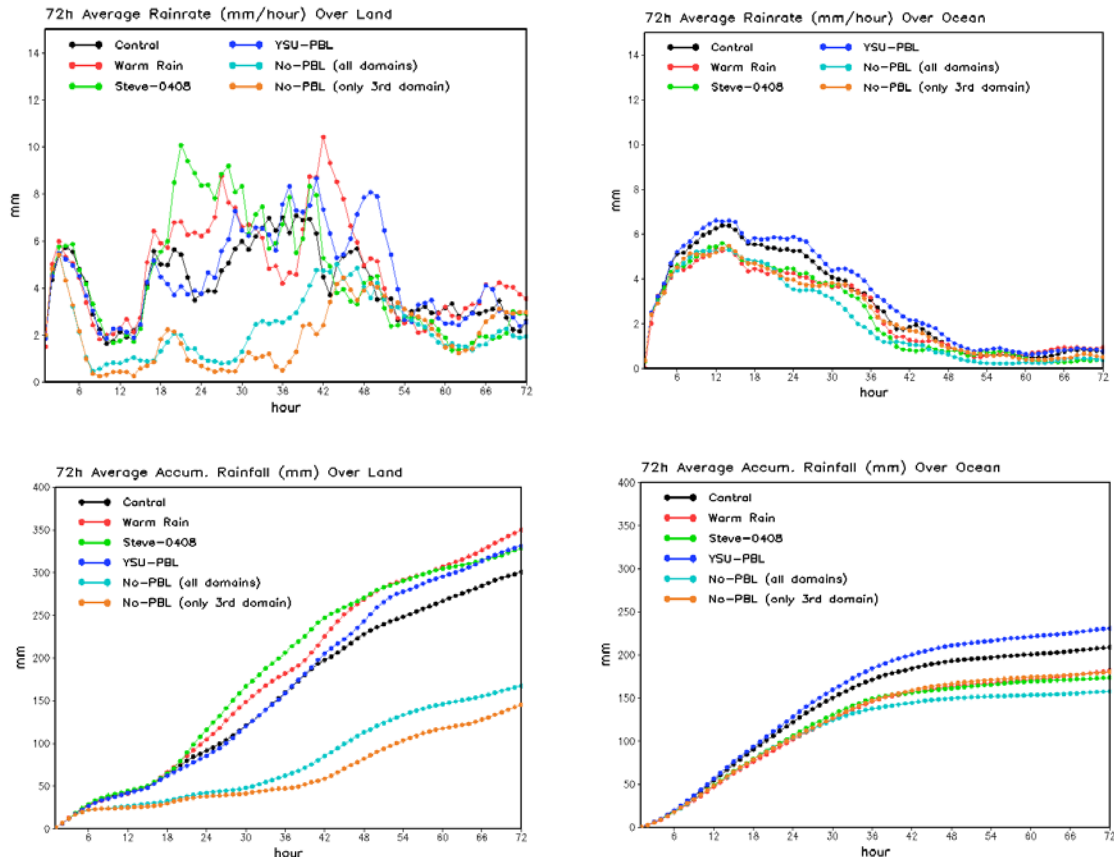 72h Average Rainrate (mm/hour) Over Land
Contral
Warm Rain
Steve-0408
YSU-PBL
No-PBL (all domains)
No-PBL (only 3rd domain)
mm
14
12
10
8
6
4
2
0
6 12 18 24 30 36 42 48 54 60 66 72
hour
72h Average Rainrate (mm/hour) Over Ocean
Contral
Warm Rain
Steve-0408
YSU-PBL
No-PBL (all domains)
No-PBL (only 3rd domain)
mm
14
12
10
8
6
4
2
0
6 12 18 24 30 36 42 48 54 60 66 72
hour
72h Average Accum. Rainfall (mm) Over Land
Contral
Warm Rain
Steve-0408
YSU-PBL
No-PBL (all domains)
No-PBL (only 3rd domain)
mm
400
350
300
250
200
150
100
50
0
6 12 18 24 30 36 42 48 54 60 66 72
hour
72h Average Accum. Rainfall (mm) Over Ocean
Contral
Warm Rain
Steve-0408
YSU-PBL
No-PBL (all domains)
No-PBL (only 3rd domain)
mm
400
350
300
250
200
150
100
50
0
6 12 18 24 30 36 42 48 54 60 66 72
hour